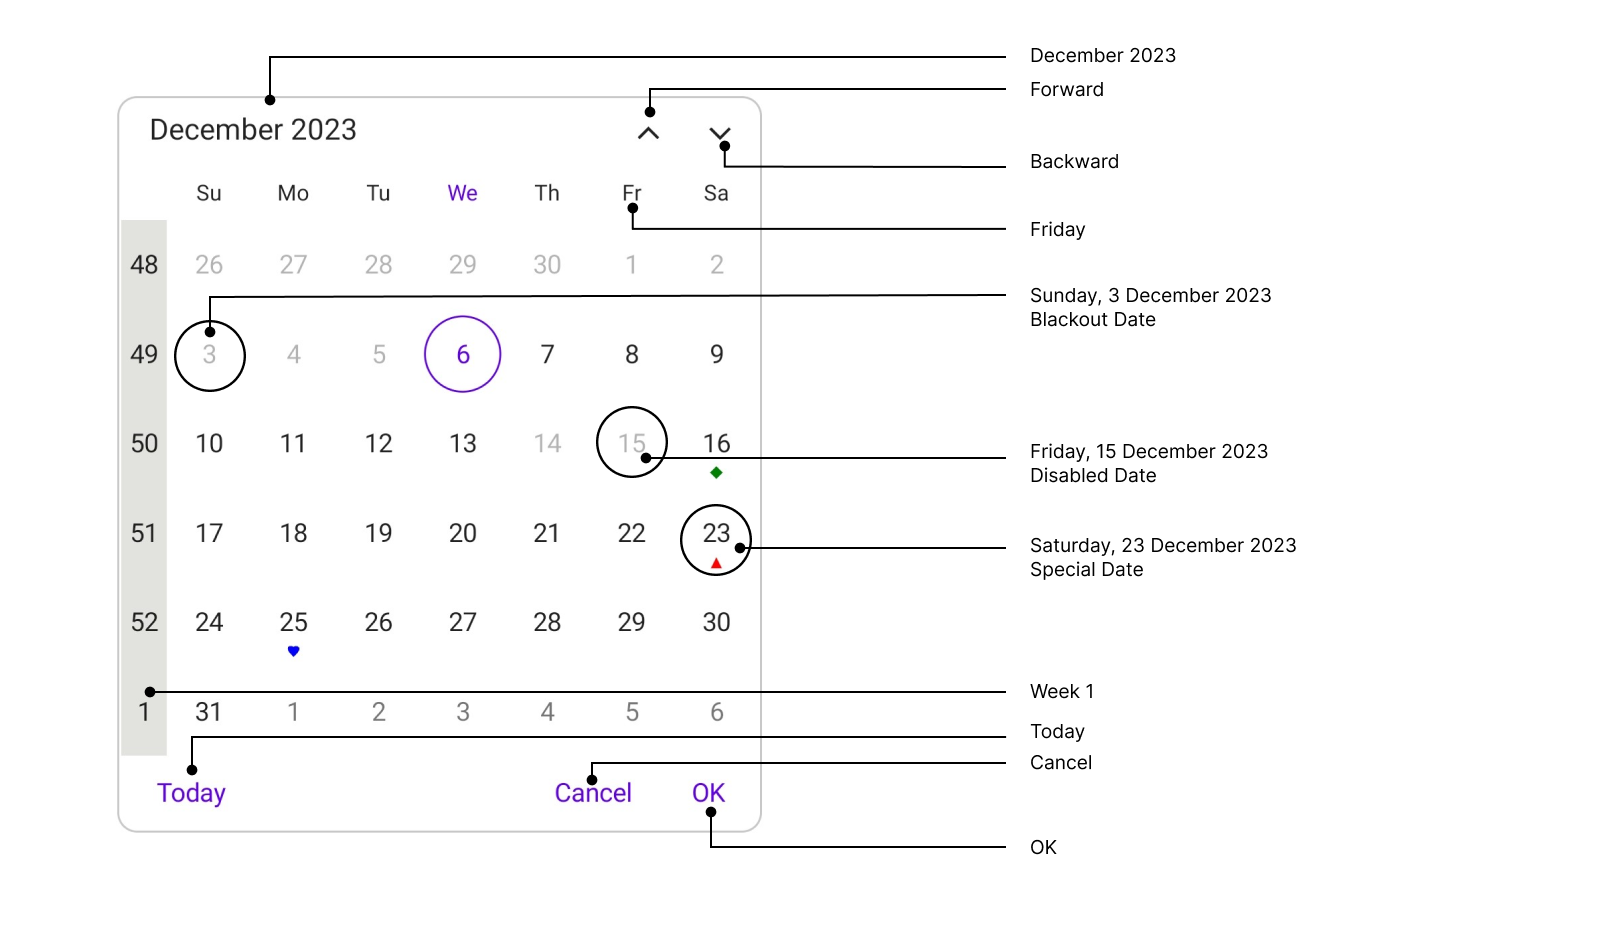 December 2023
Su Mo Tu We Th Fr Sa
48 26 27 28 29 30 1 2
49 3 4 5 6 7 8 9
50 10 11 12 13 14 15 16
51 17 18 19 20 21 22 23
52 24 25 26 27 28 29 30
1 31 1 2 3 4 5 6
Today Cancel OK
December 2023
Forward
Backward
Friday
Sunday, 3 December 2023
Blackout Date
Friday, 15 December 2023
Disabled Date
Saturday, 23 December 2023
Special Date
Week 1
Today
Cancel
OK